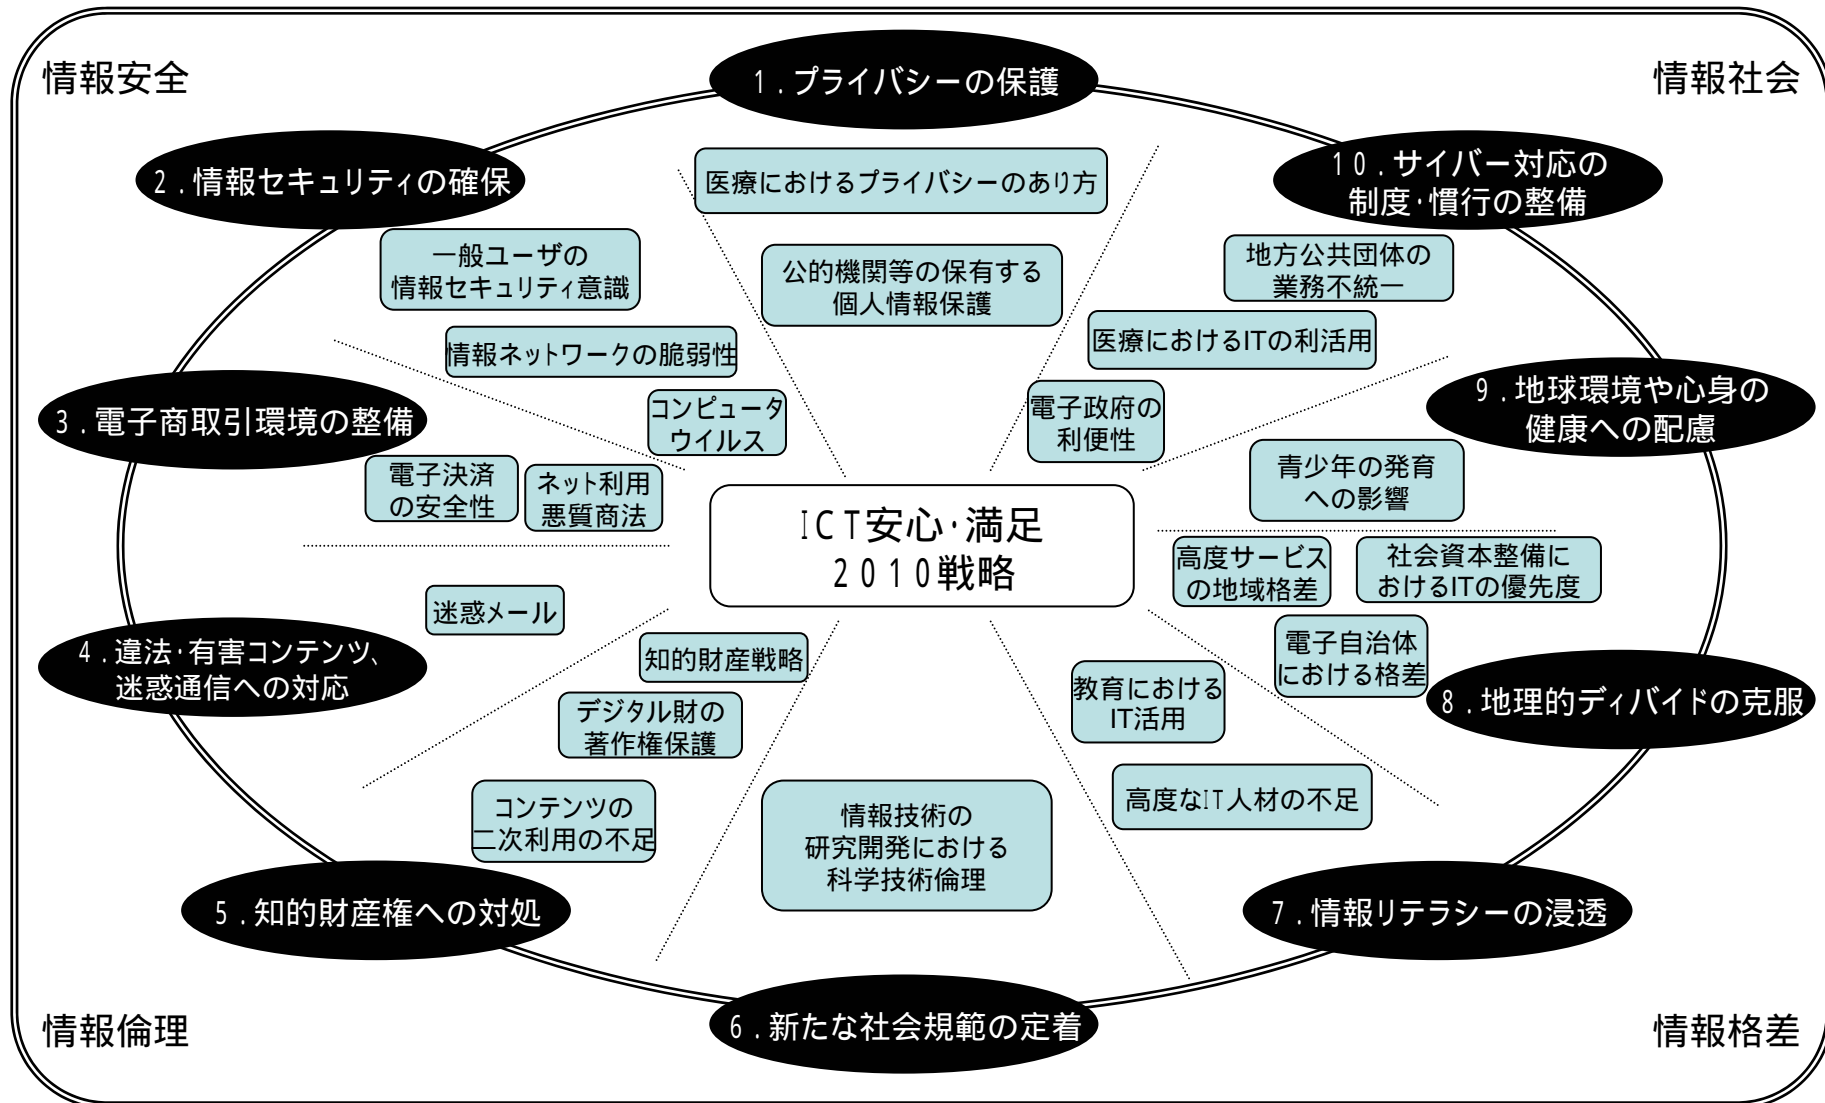 情報安全
情報社会
1.プライバシーの保護
2.情報セキュリティの確保
10.サイバー対応の
制度・慣行の整備
医療におけるプライバシーのあり方
一般ユーザの
情報セキュリティ意識
公的機関等の保有する
個人情報保護
地方公共団体の
業務不統一
情報ネットワークの脆弱性
医療におけるITの利活用
3.電子商取引環境の整備
コンピュータ
ウイルス
電子政府の
利便性
9.地球環境や心身の
健康への配慮
電子決済
の安全性
ネット利用
悪質商法
青少年の発育
への影響
ICT安心・満足
2010戦略
高度サービス
の地域格差
社会資本整備に
おけるITの優先度
迷惑メール
4.違法・有害コンテンツ、
迷惑通信への対応
知的財産戦略
電子自治体
における格差
教育における
IT活用
8.地理的ディバイドの克服
デジタル財の
著作権保護
コンテンツの
二次利用の不足
情報技術の
研究開発における
科学技術倫理
高度なIT人材の不足
5.知的財産権への対処
7.情報リテラシーの浸透
6.新たな社会規範の定着
情報倫理
情報格差